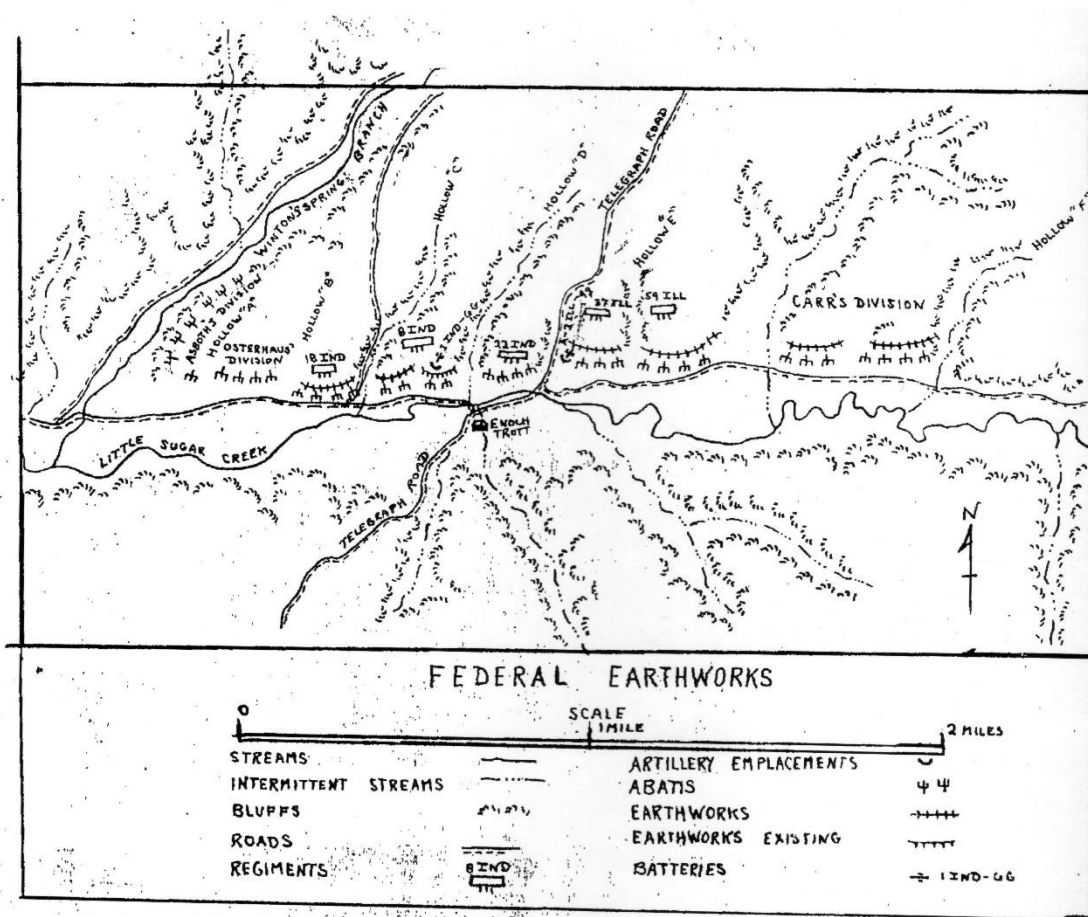 BRANCH
WINTON'S SPRING
TELEGRAPH ROAD
HOLLOW "C"
HOLLOW "D"
HOLLOW "E"
HOLLOW "F"
ASBOTH'S DIVISION
HOLLOW "A"
OSTERHAUS'
DIVISION
HOLLOW "B"
18 IND
8 IND
22 IND
37 ILL
59 ILL
CARR'S DIVISION
ENOCH
TROTT
LITTLE SUGAR CREEK
TELEGRAPH ROAD
N
FEDERAL EARTHWORKS
0
SCALE
1 MILE
2 MILES
STREAMS
INTERMITTENT STREAMS
BLUFFS
ROADS
REGIMENTS
8 IND
ARTILLERY EMPLACEMENTS
ABATIS
EARTHWORKS
EARTHWORKS EXISTING
BATTERIES
1 IND-GG